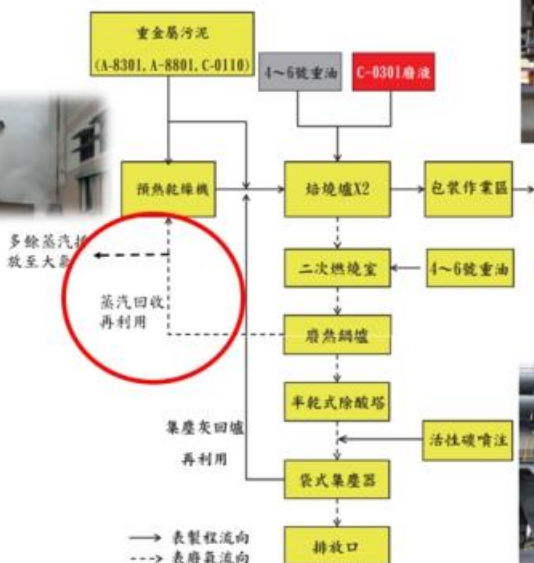 重金屬污泥
(A-8301, A-8801, C-0110)
4～6號重油
C-0301廢液
預熱乾燥機
焙燒爐X2
包裝作業區
多餘蒸汽排
放至大氣
蒸汽回收
再利用
二次燃燒室
4～6號重油
廢熱鍋爐
半乾式除酸塔
集塵灰回爐
再利用
活性碳噴注
袋式集塵器
排放口
表製程流向
表廢氣流向